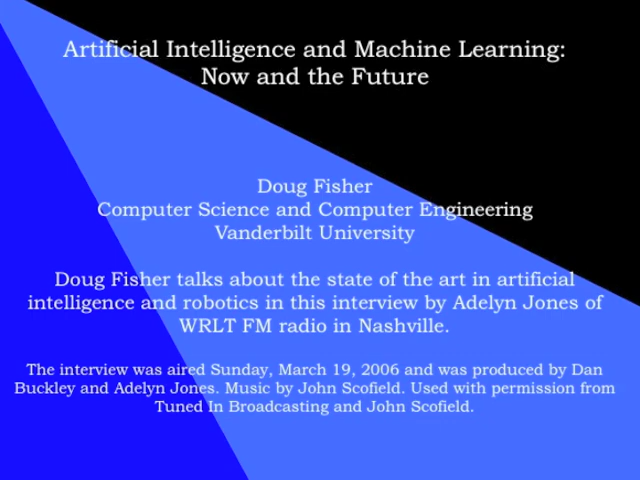 Artificial Intelligence and Machine Learning:
Now and the Future
Doug Fisher
Computer Science and Computer Engineering
Vanderbilt University
Doug Fisher talks about the state of the art in artificial
intelligence and robotics in this interview by Adelyn Jones of
WRLT FM radio in Nashville.
The interview was aired Sunday, March 19, 2006 and was produced by Dan
Buckley and Adelyn Jones. Music by John Scofield. Used with permission from
Tuned In Broadcasting and John Scofield.